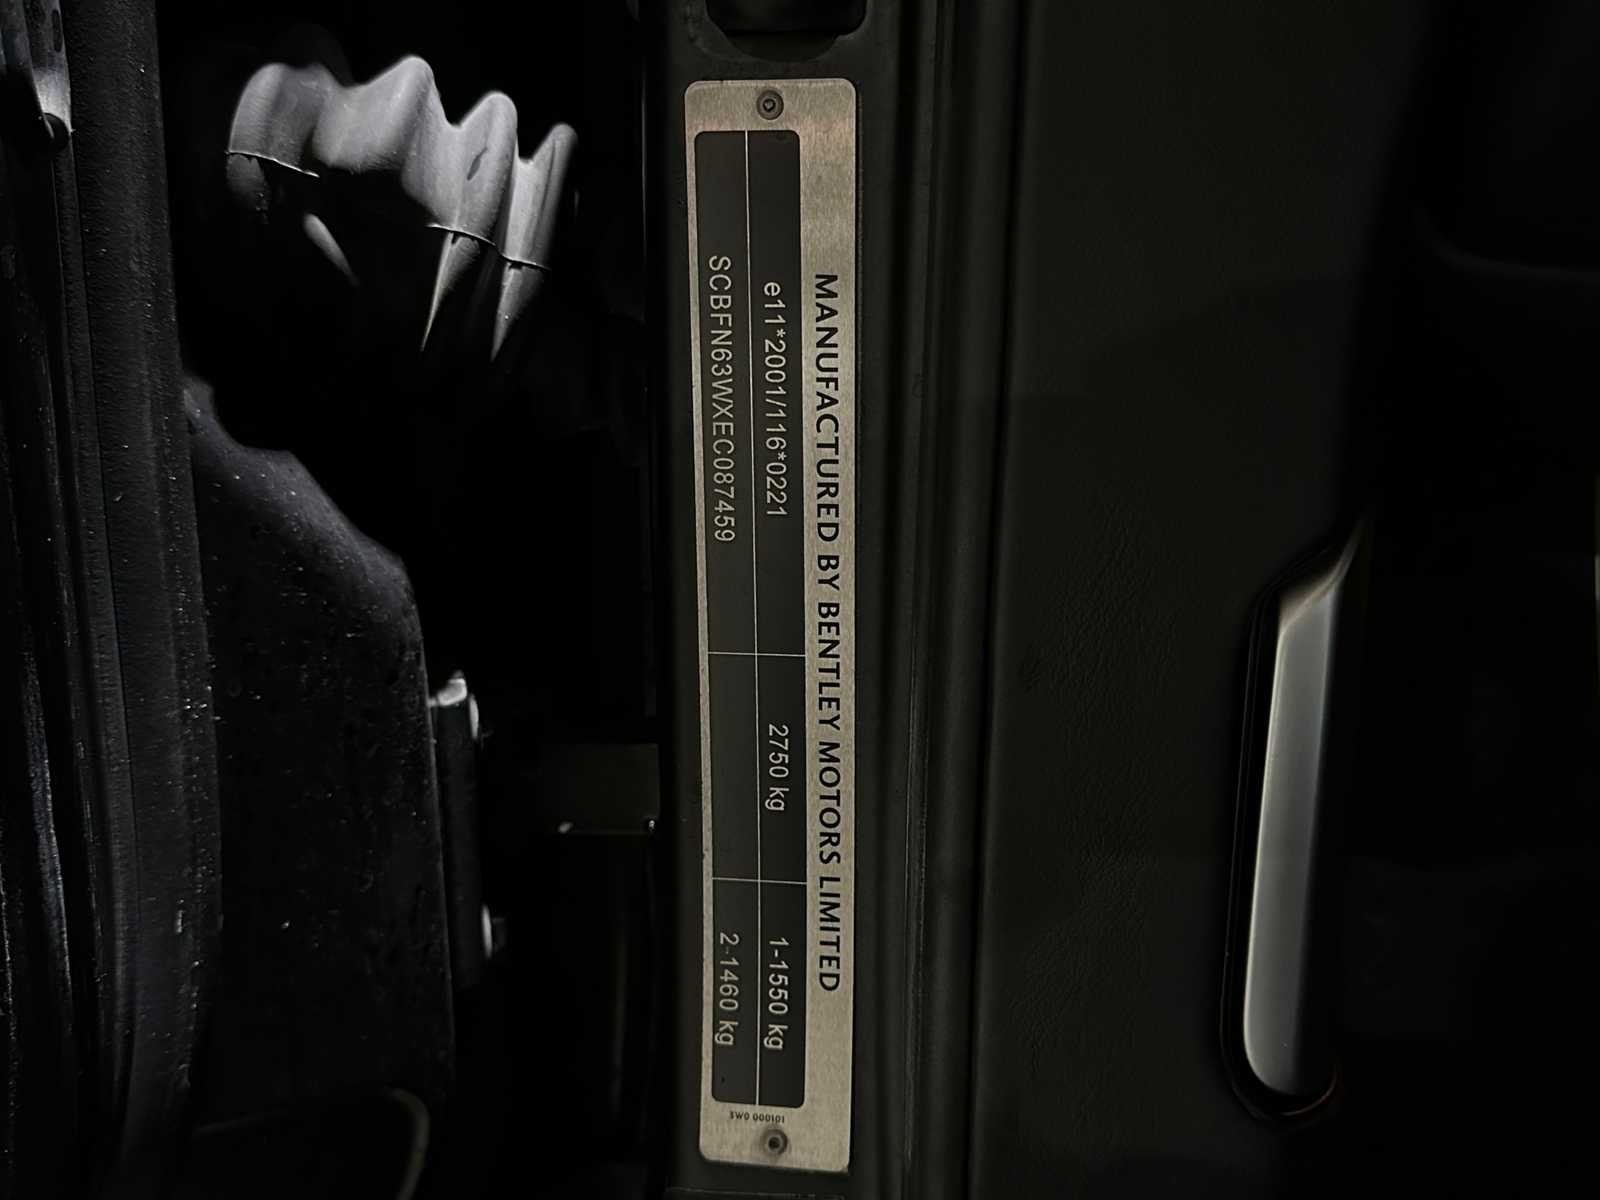 MANUFACTURED BY BENTLEY MOTORS LIMITED
e11*2001/116*0221
2750 kg
1-1550 kg
SCBFN63WXEC087459
2-1460 kg
3W0 000101